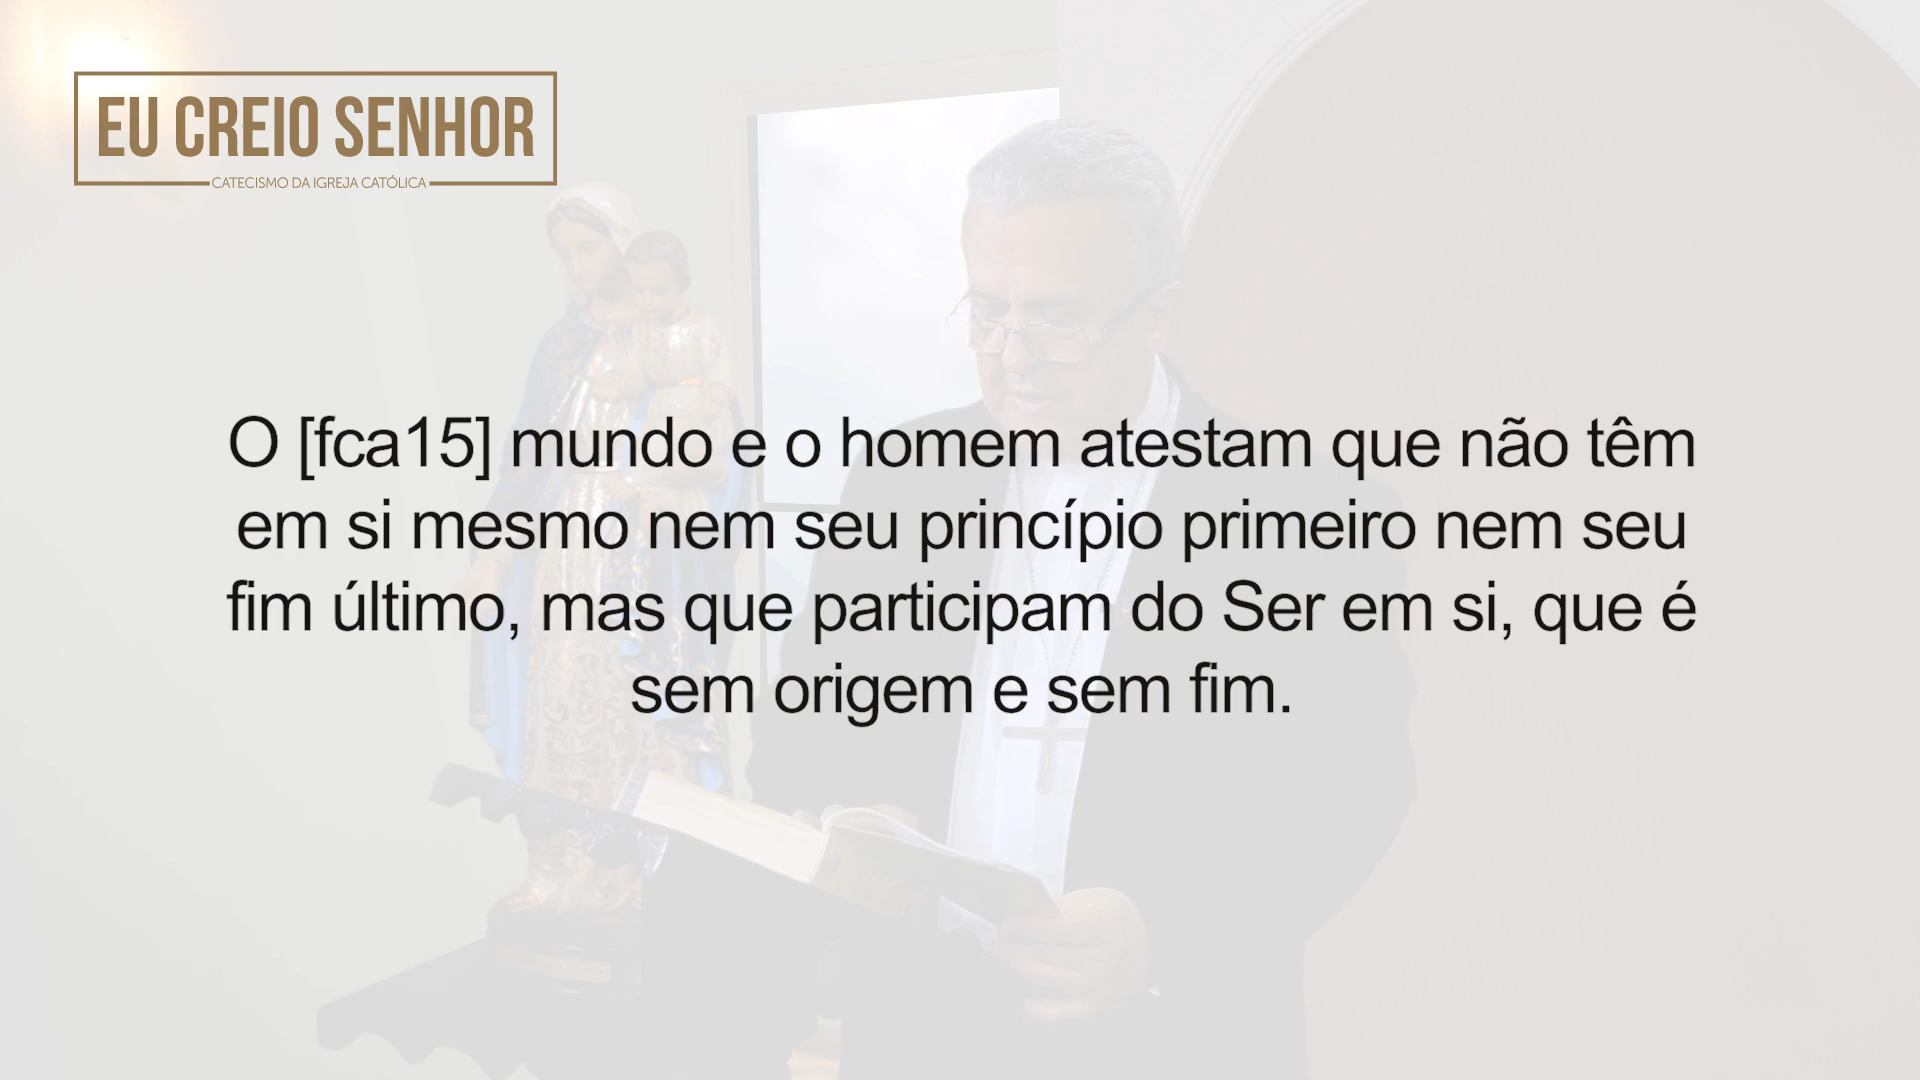 EU CREIO SENHOR
CATECISMO DA IGREJA CATÓLICA
O [fca15] mundo e o homem atestam que não têm
em si mesmo nem seu princípio primeiro nem seu
fim último, mas que participam do Ser em si, que é
sem origem e sem fim.